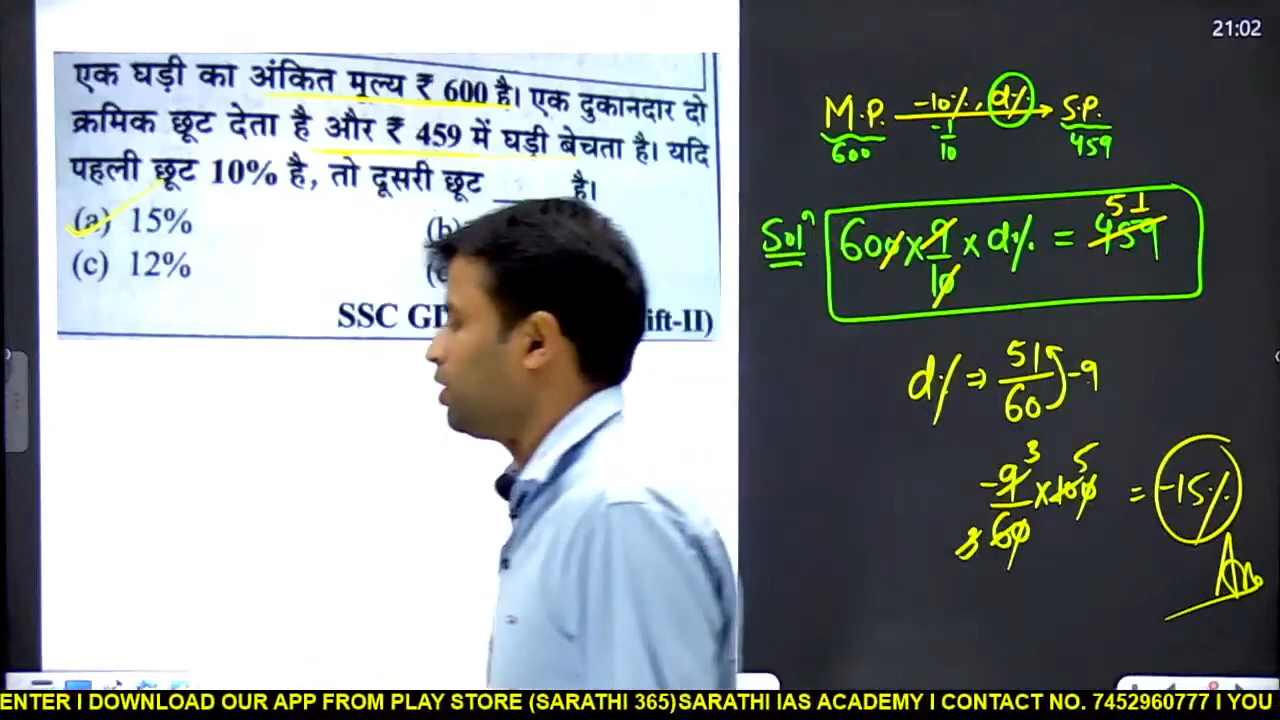 21:02
एक घड़ी का अंकित मूल्य ₹ 600 है। एक दुकानदार दो
क्रमिक छूट देता है और ₹ 459 में घड़ी बेचता है। यदि
पहली छूट 10% है, तो दूसरी छूट ____ है।
(a) 15%
(b)
(c) 12%
SSC GD
ift-II)
M.P. -10%, d% S.P.
600 -1/10 459
Solⁿ 600 × 9/10 × d% = 459
51
d% ⇒ 51/60 -9
-9/60 × 100 = -15%
3 5
Ans
ENTER I DOWNLOAD OUR APP FROM PLAY STORE (SARATHI 365)SARATHI IAS ACADEMY I CONTACT NO. 7452960777 I YOU